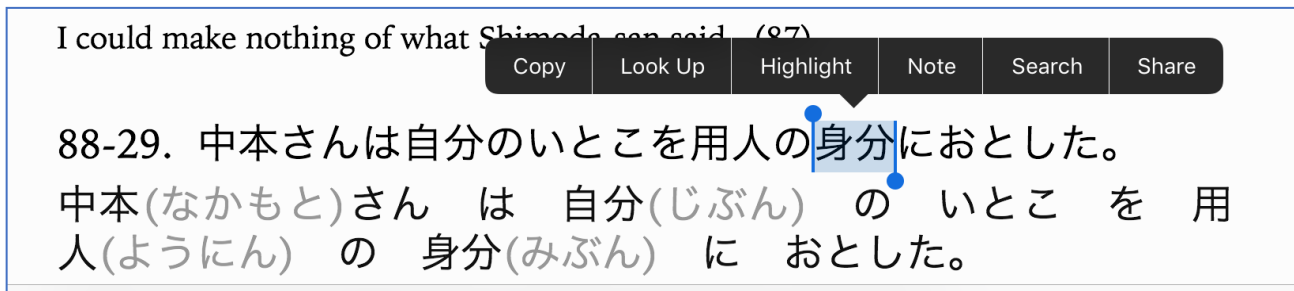 I could make nothing of what Shimoda-san said. (87)
Copy Look Up Highlight Note Search Share
88-29. 中本さんは自分のいとこを用人の身分におとした。
中本(なかもと)さん は 自分(じぶん) の いとこ を 用
人(ようにん) の 身分(みぶん) に おとした。